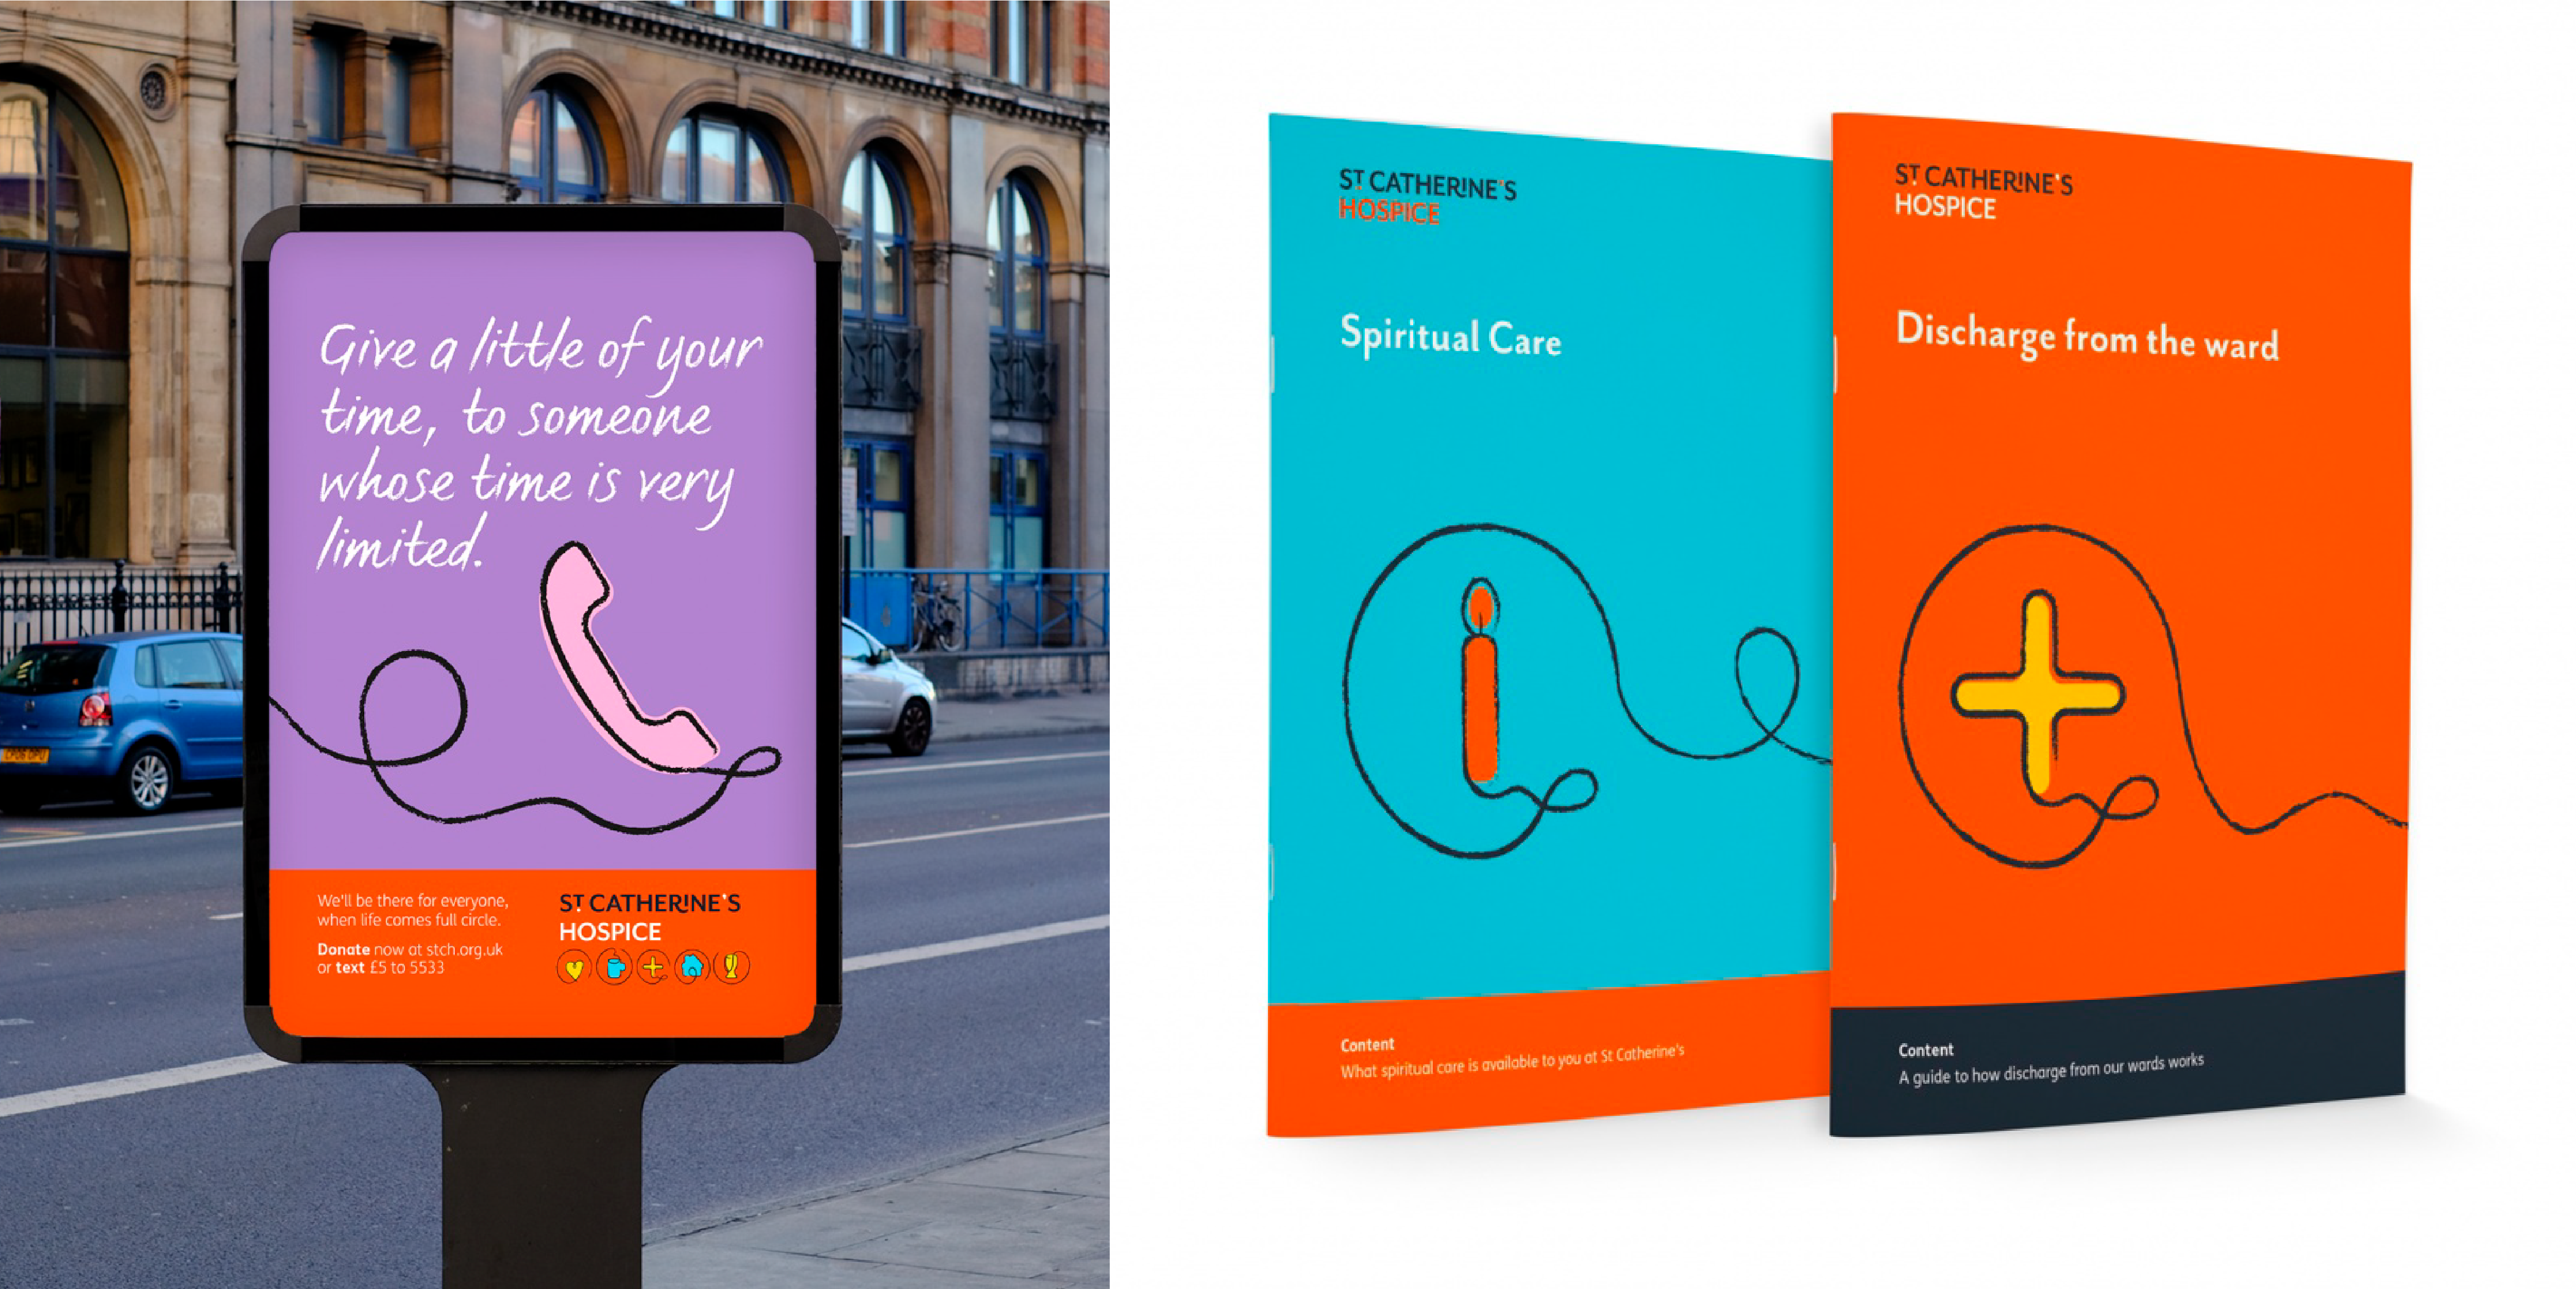 Give a little of your
time, to someone
whose time is very
limited.
We'll be there for everyone,
when life comes full circle.
Donate now at stch.org.uk
or text £5 to 5533
ST CATHERINE'S
HOSPICE
ST CATHERINE'S
HOSPICE
Spiritual Care
Content
What spiritual care is available to you at St Catherine's
ST CATHERINE'S
HOSPICE
Discharge from the ward
Content
A guide to how discharge from our wards works